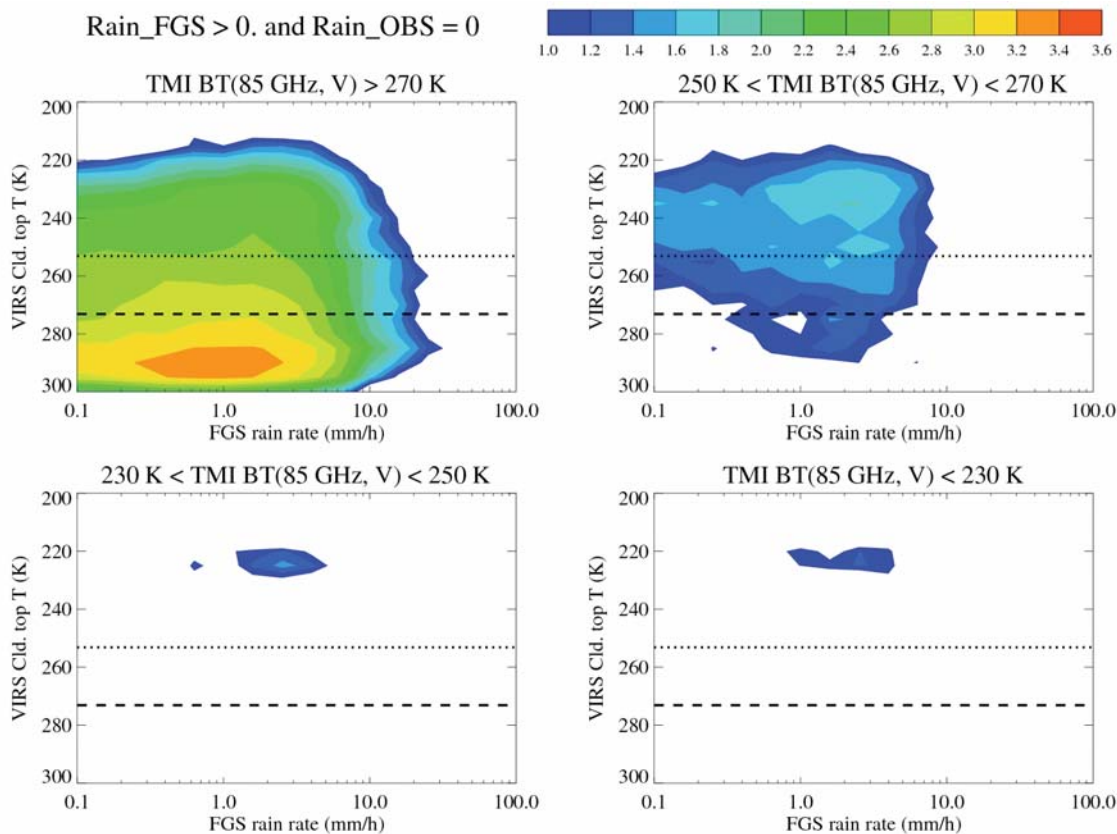 Rain_FGS > 0. and Rain_OBS = 0
1.0 1.2 1.4 1.6 1.8 2.0 2.2 2.4 2.6 2.8 3.0 3.2 3.4 3.6
TMI BT(85 GHz, V) > 270 K
VIRS Cld. top T (K)
200
220
240
260
280
300
0.1 1.0 10.0 100.0
FGS rain rate (mm/h)
250 K < TMI BT(85 GHz, V) < 270 K
VIRS Cld. top T (K)
200
220
240
260
280
300
0.1 1.0 10.0 100.0
FGS rain rate (mm/h)
230 K < TMI BT(85 GHz, V) < 250 K
VIRS Cld. top T (K)
200
220
240
260
280
300
0.1 1.0 10.0 100.0
FGS rain rate (mm/h)
TMI BT(85 GHz, V) < 230 K
VIRS Cld. top T (K)
200
220
240
260
280
300
0.1 1.0 10.0 100.0
FGS rain rate (mm/h)